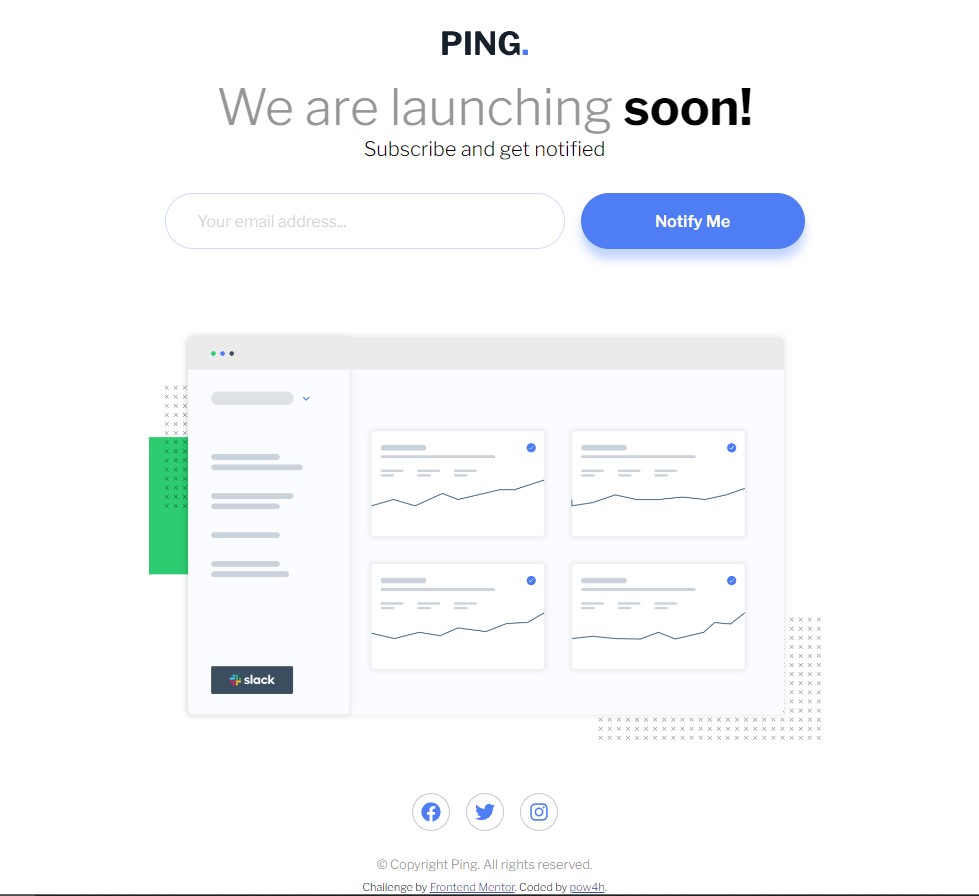 PING.
We are launching soon!
Subscribe and get notified
Your email address...
Notify Me
slack
© Copyright Ping. All rights reserved.
Challenge by Frontend Mentor. Coded by pow4h.